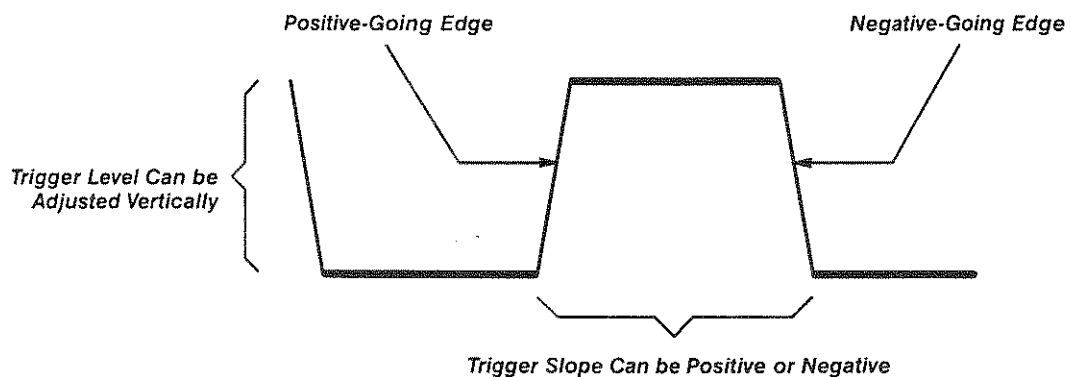 Positive-Going Edge
Negative-Going Edge
Trigger Level Can be
Adjusted Vertically
Trigger Slope Can be Positive or Negative